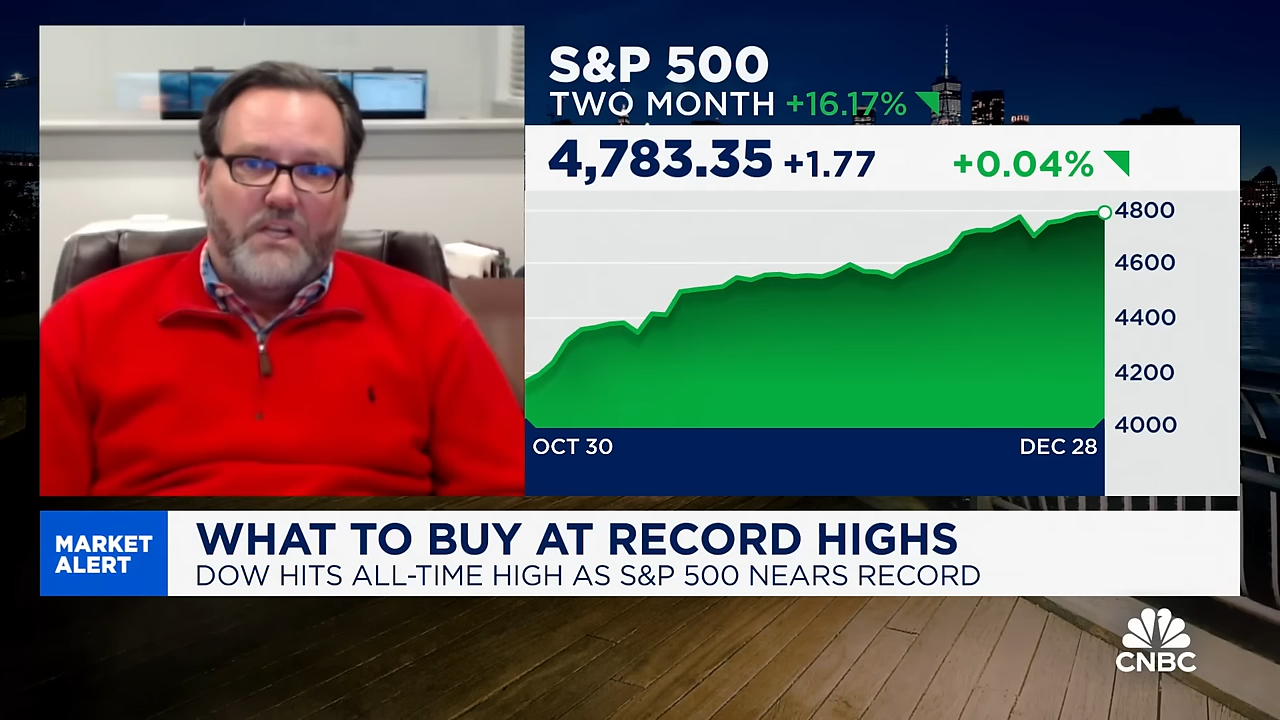 S&P 500
TWO MONTH +16.17%
4,783.35 +1.77 +0.04%
4800
4600
4400
4200
4000
OCT 30 DEC 28
MARKET ALERT
WHAT TO BUY AT RECORD HIGHS
DOW HITS ALL-TIME HIGH AS S&P 500 NEARS RECORD
CNBC